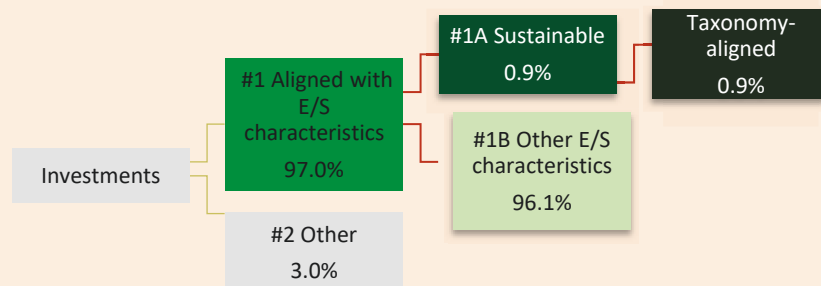 Investments
#1 Aligned with
E/S
characteristics
97.0%
#2 Other
3.0%
#1A Sustainable
0.9%
#1B Other E/S
characteristics
96.1%
Taxonomy-
aligned
0.9%